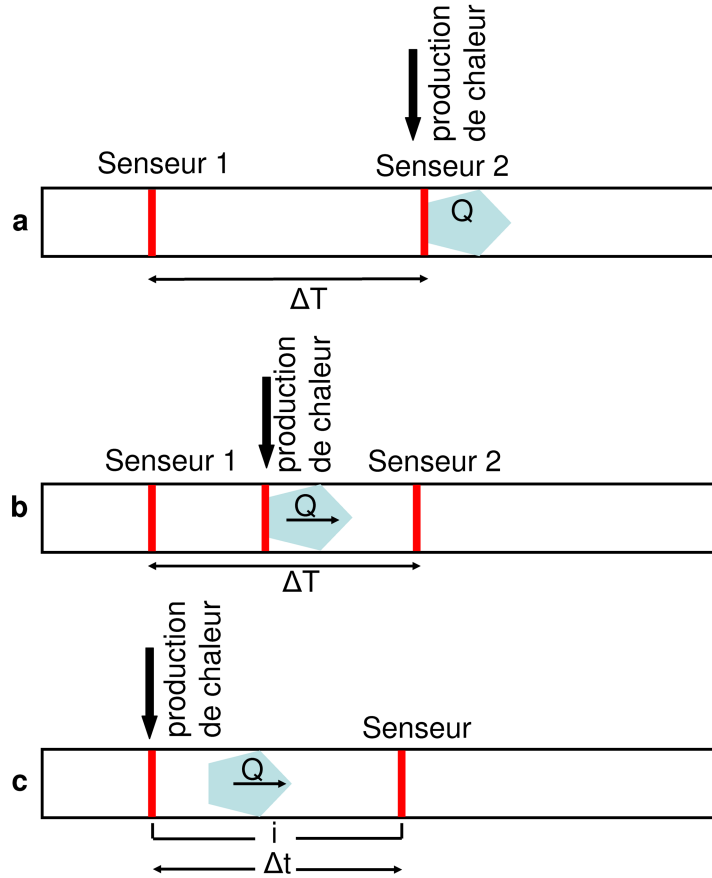 production
de chaleur
Senseur 1
Senseur 2
a
Q
ΔT
production
de chaleur
Senseur 1
Senseur 2
b
Q
ΔT
production
de chaleur
Senseur
c
Q
i
Δt